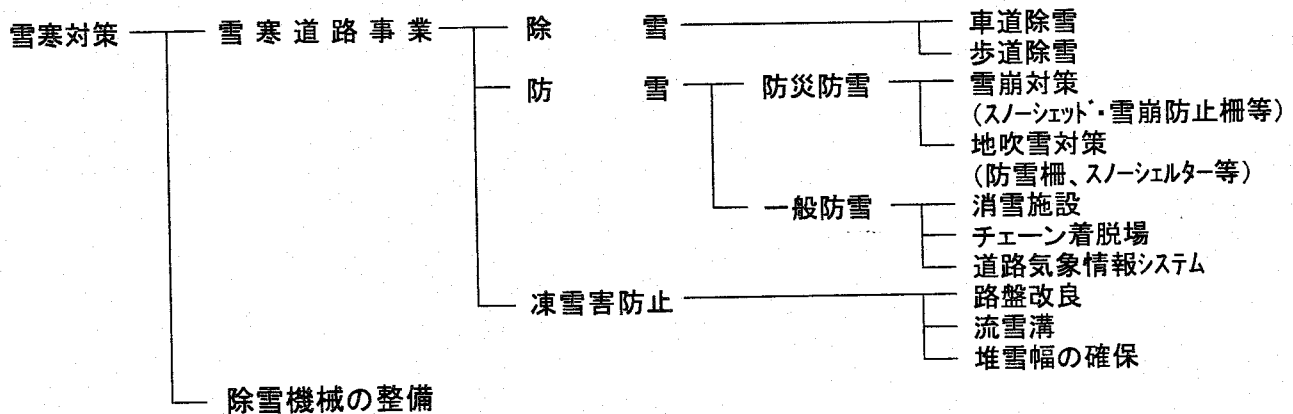 雪寒対策 雪寒道路事業 除雪 車道除雪
歩道除雪
防雪 防災防雪 雪崩対策
(スノーシェッド・雪崩防止柵等)
地吹雪対策
(防雪柵、スノーシェルター等)
一般防雪 消雪施設
チェーン着脱場
道路気象情報システム
凍雪害防止 路盤改良
流雪溝
堆雪幅の確保
除雪機械の整備